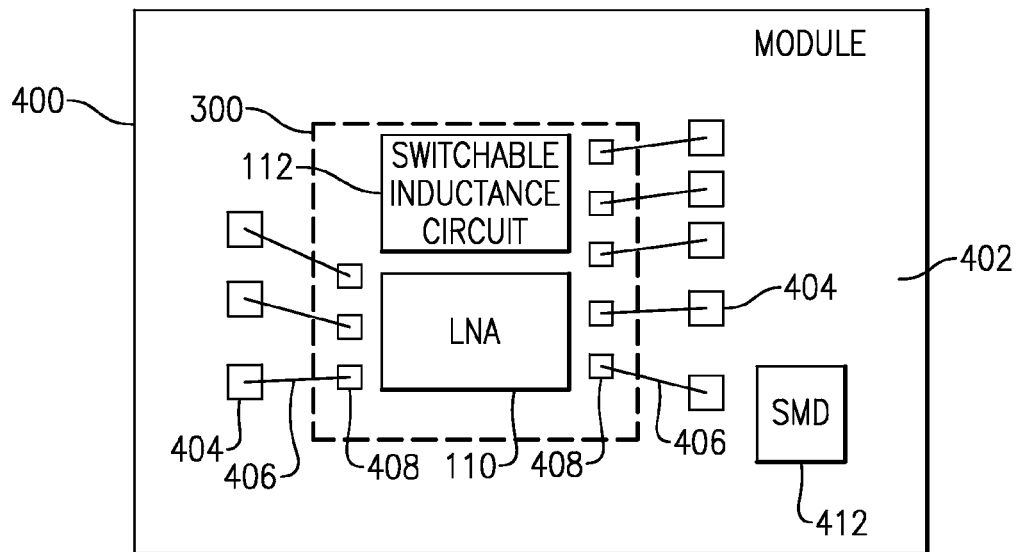 MODULE
400
300
112
SWITCHABLE
INDUCTANCE
CIRCUIT
402
404
LNA
SMD
404
406
408
110
408
406
412